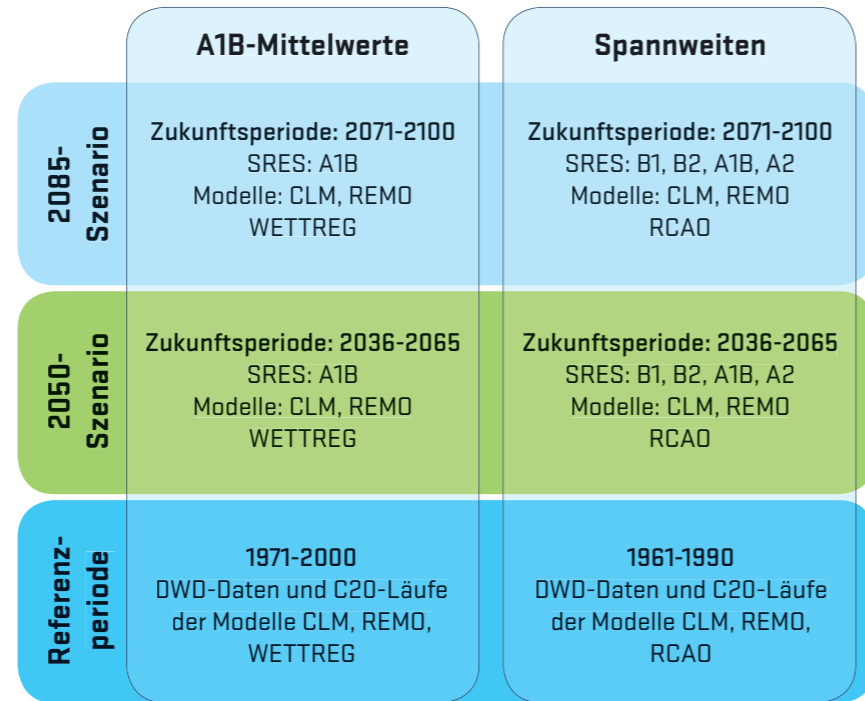 A1B-Mittelwerte
Spannweiten
2085-
Szenario
Zukunftsperiode: 2071-2100
SRES: A1B
Modelle: CLM, REMO
WETTREG
Zukunftsperiode: 2071-2100
SRES: B1, B2, A1B, A2
Modelle: CLM, REMO
RCAO
2050-
Szenario
Zukunftsperiode: 2036-2065
SRES: A1B
Modelle: CLM, REMO
WETTREG
Zukunftsperiode: 2036-2065
SRES: B1, B2, A1B, A2
Modelle: CLM, REMO
RCAO
Referenz-
periode
1971-2000
DWD-Daten und C20-Läufe
der Modelle CLM, REMO,
WETTREG
1961-1990
DWD-Daten und C20-Läufe
der Modelle CLM, REMO,
RCAO